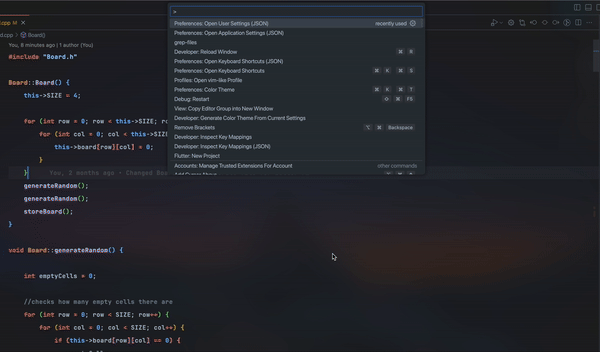 >
d.cpp > Board()
cpp M
You, 8 minutes ago | 1 author (You)
#include "Board.h"
Board::Board() {
this->SIZE = 4;
for (int row = 0; row < this->SIZE; ro
for (int col = 0; col < this->SIZ
this->board[row][col] = 0;
}
} You, 3 months ago • Changed Boa
generateRandom();
generateRandom();
storeBoard();
}
void Board::generateRandom() {
int emptyCells = 0;
//checks how many empty cells there are
for (int row = 0; row < SIZE; row++) {
for (int col = 0; col < SIZE; col++) {
if (this->board[row][col] == 0) {
Preferences: Open User Settings (JSON) recently used
Preferences: Open Application Settings (JSON)
grep-files
Developer: Reload Window ⌘ R
Preferences: Open Keyboard Shortcuts (JSON)
Preferences: Open Keyboard Shortcuts ⌘ K ⌘ S
Profiles: Open vim-like Profile
Preferences: Color Theme ⌘ K ⌘ T
Debug: Restart ⇧ ⌘ F5
View: Copy Editor Group into New Window
Developer: Generate Color Theme From Current Settings
Remove Brackets ⌥ ⌘ Backspace
Developer: Inspect Key Mappings
Developer: Inspect Key Mappings (JSON)
Flutter: New Project
Accounts: Manage Trusted Extensions For Account other commands
Add Cursor Above